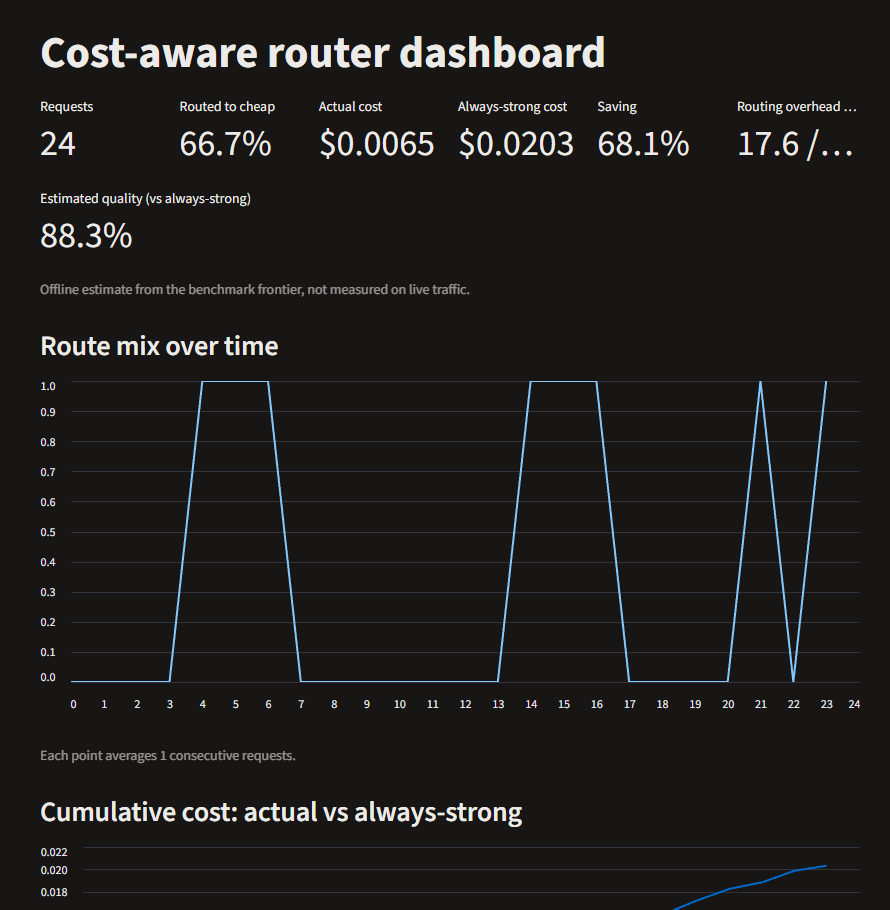 Cost-aware router dashboard
Requests Routed to cheap Actual cost Always-strong cost Saving Routing overhead …
24 66.7% $0.0065 $0.0203 68.1% 17.6 /…
Estimated quality (vs always-strong)
88.3%
Offline estimate from the benchmark frontier, not measured on live traffic.
Route mix over time
1.0
0.9
0.8
0.7
0.6
0.5
0.4
0.3
0.2
0.1
0.0
0 1 2 3 4 5 6 7 8 9 10 11 12 13 14 15 16 17 18 19 20 21 22 23 24
Each point averages 1 consecutive requests.
Cumulative cost: actual vs always-strong
0.022
0.020
0.018